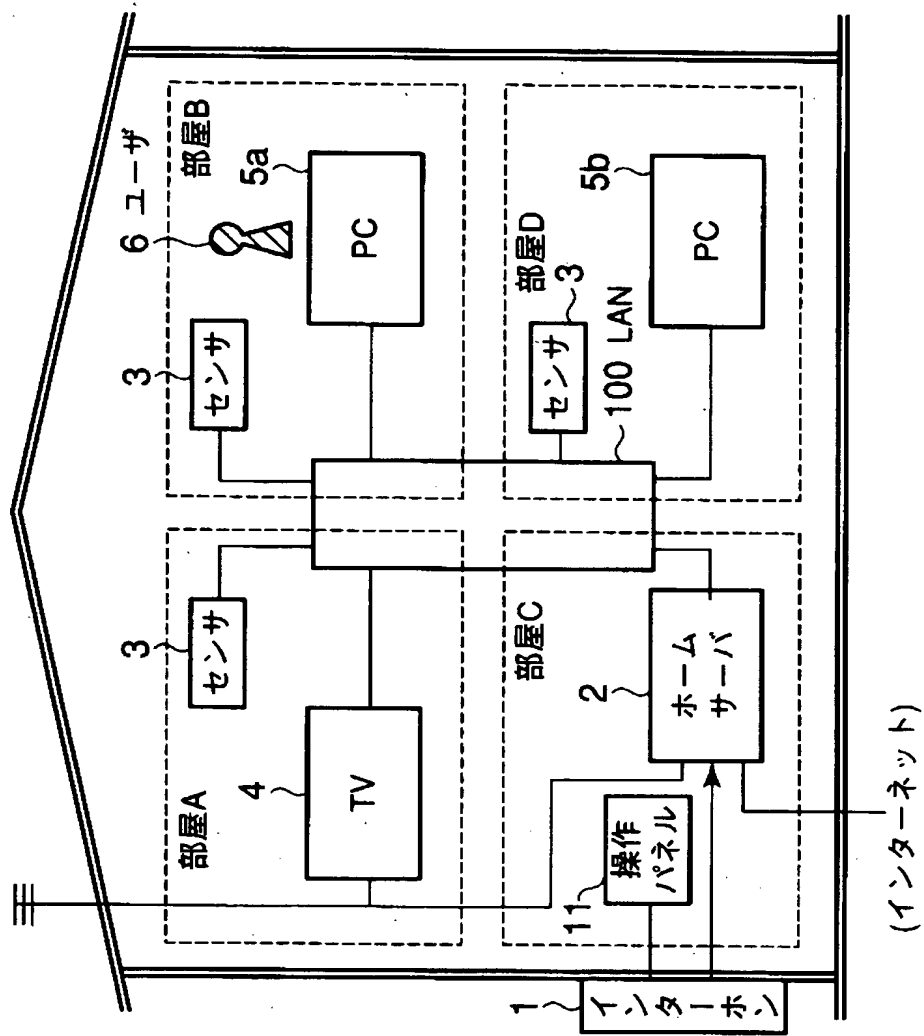 6 ユーザ
部屋A
3
センサ
4
TV
部屋B
3
センサ
5a
PC
部屋C
2
ホーム
サーバ
11
操作
パネル
部屋D
3
センサ
100 LAN
5b
PC
1
インターホン
(インターネット)